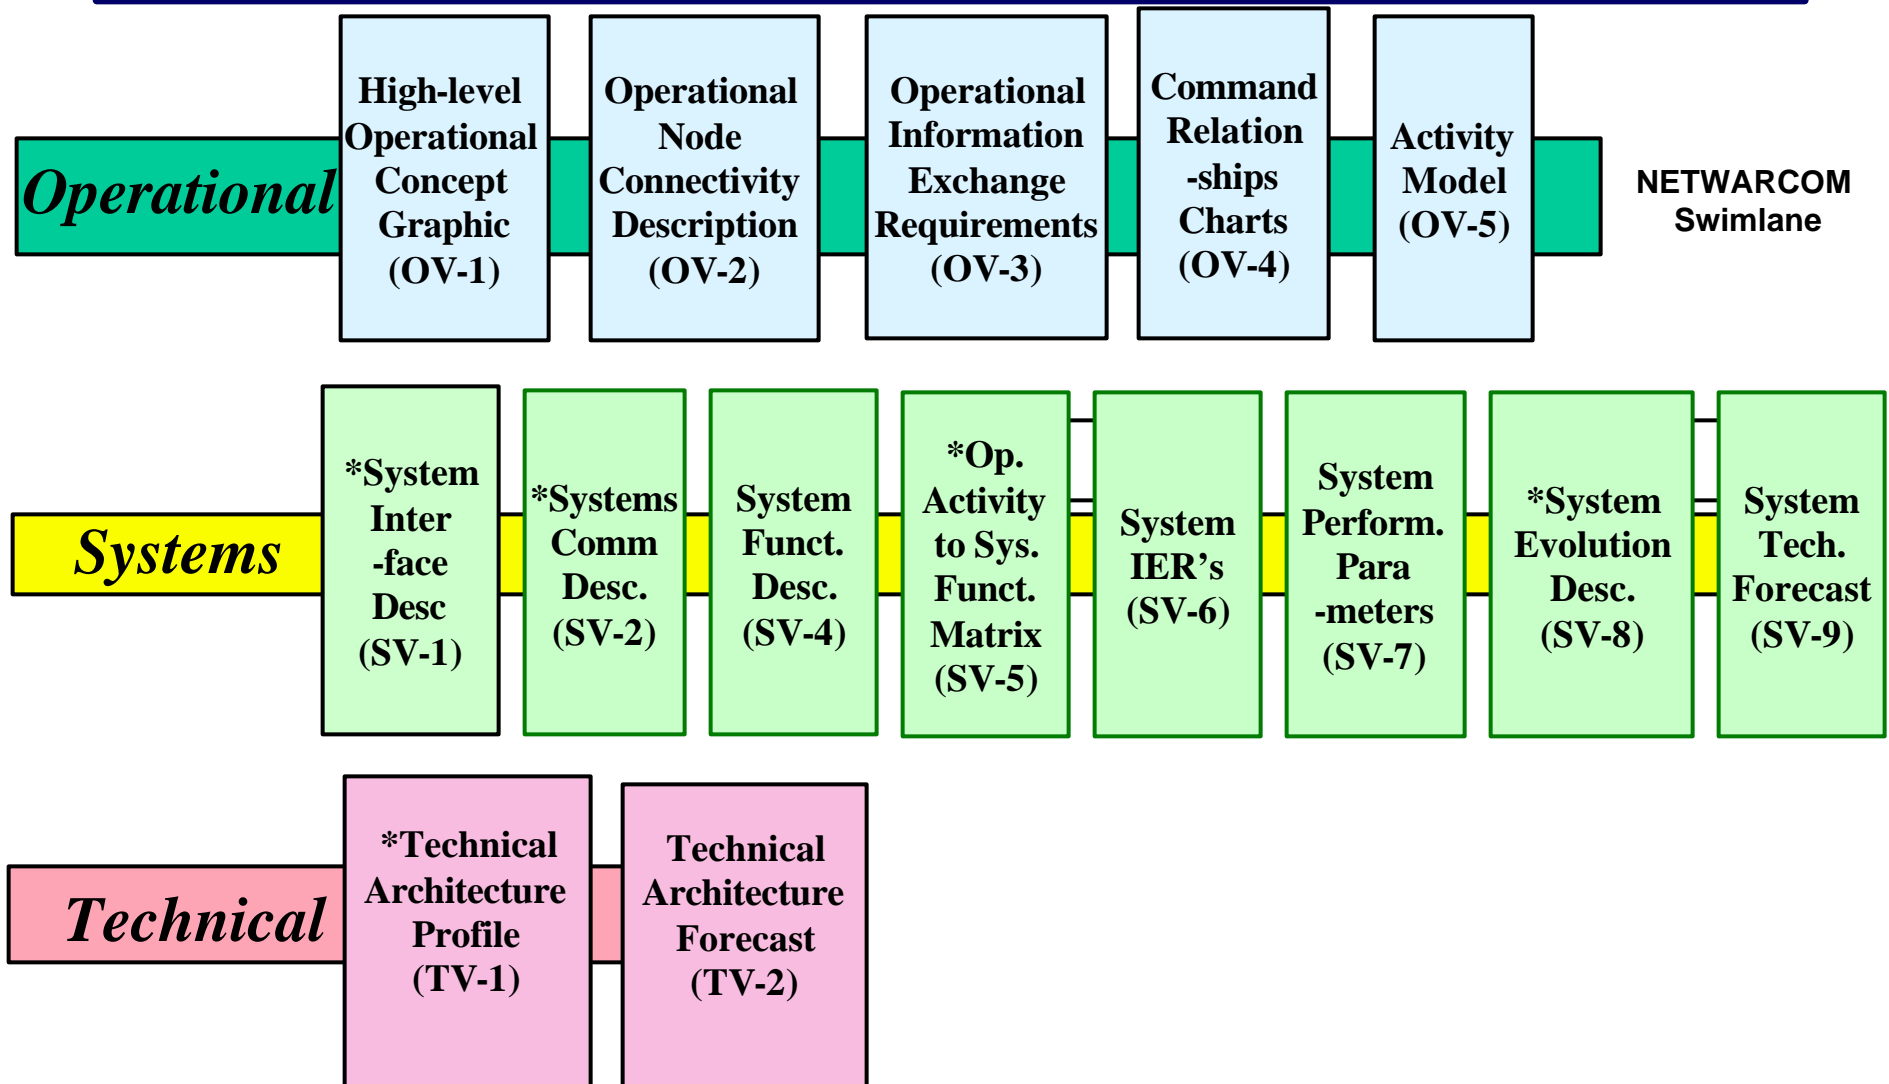 Operational
High-level
Operational
Concept
Graphic
(OV-1)
Operational
Node
Connectivity
Description
(OV-2)
Operational
Information
Exchange
Requirements
(OV-3)
Command
Relation
-ships
Charts
(OV-4)
Activity
Model
(OV-5)
NETWARCOM
Swimlane
Systems
*System
Inter
-face
Desc
(SV-1)
*Systems
Comm
Desc.
(SV-2)
System
Funct.
Desc.
(SV-4)
*Op.
Activity
to Sys.
Funct.
Matrix
(SV-5)
System
IER’s
(SV-6)
System
Perform.
Para
-meters
(SV-7)
*System
Evolution
Desc.
(SV-8)
System
Tech.
Forecast
(SV-9)
Technical
*Technical
Architecture
Profile
(TV-1)
Technical
Architecture
Forecast
(TV-2)